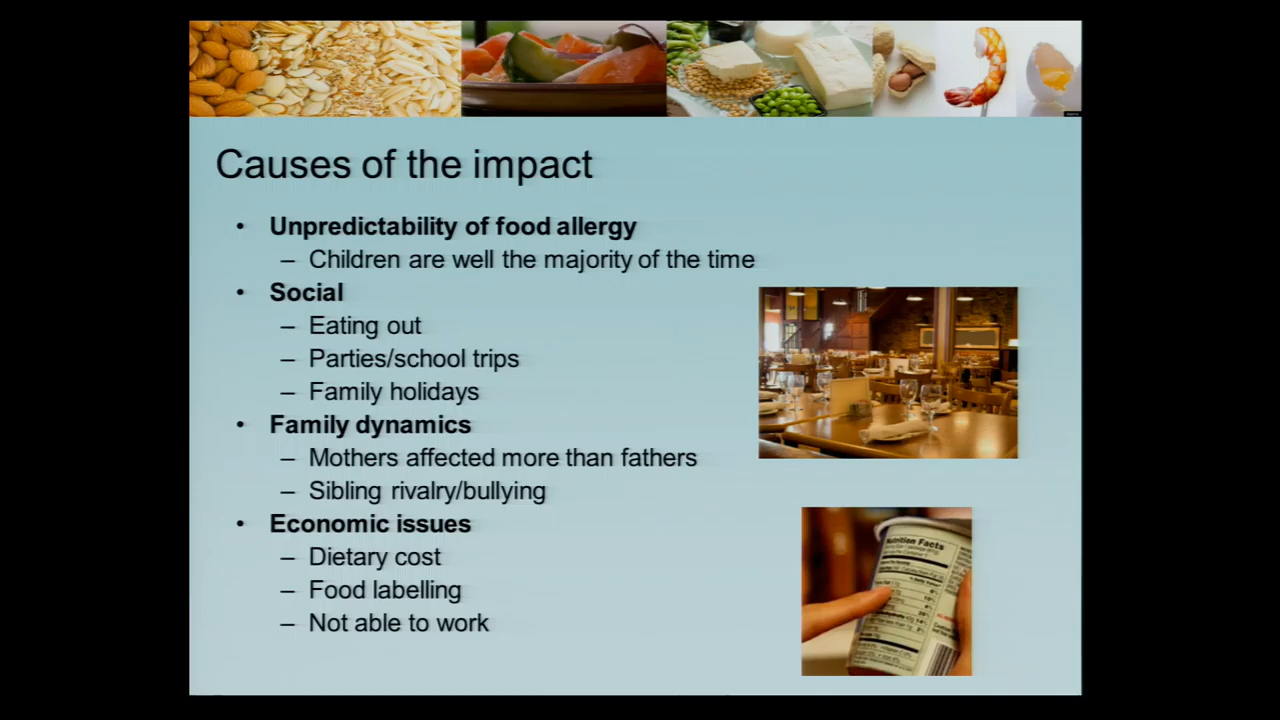 Causes of the impact
• Unpredictability of food allergy
– Children are well the majority of the time
• Social
– Eating out
– Parties/school trips
– Family holidays
• Family dynamics
– Mothers affected more than fathers
– Sibling rivalry/bullying
• Economic issues
– Dietary cost
– Food labelling
– Not able to work
Nutrition Facts